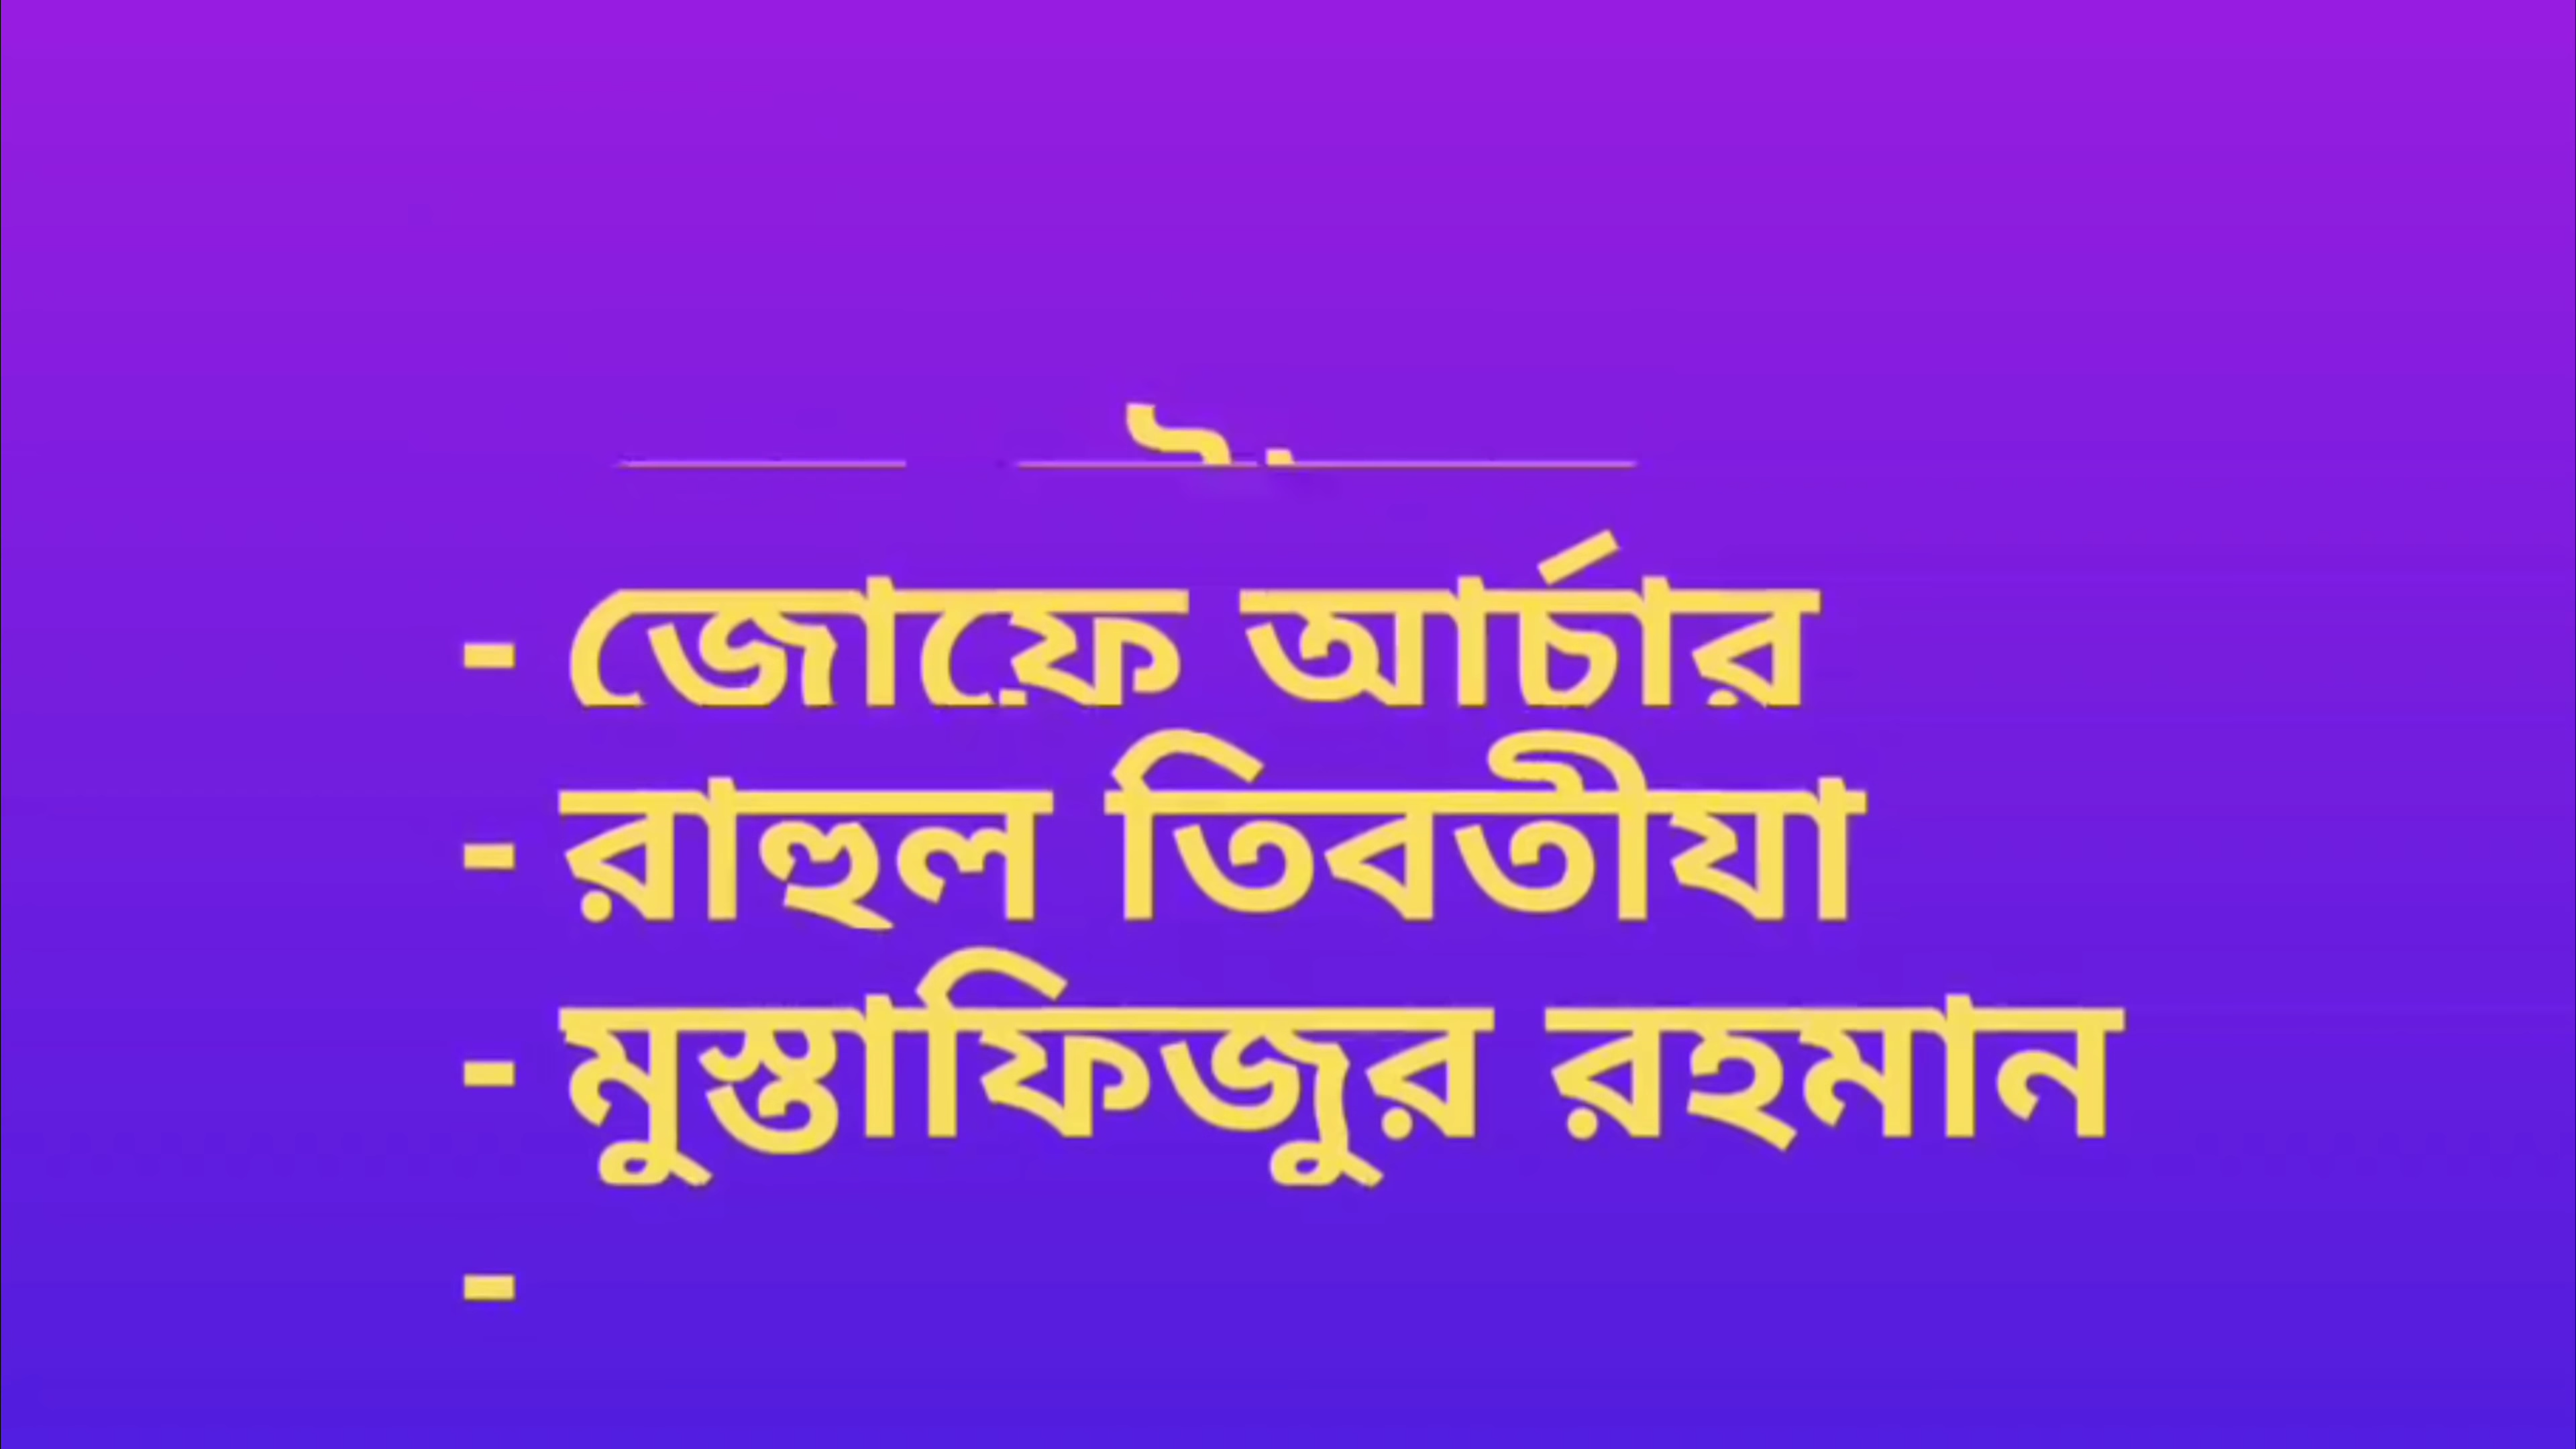 - জোফে আর্চার
- রাহুল তিবতীযা
- মুস্তাফিজুর রহমান
-